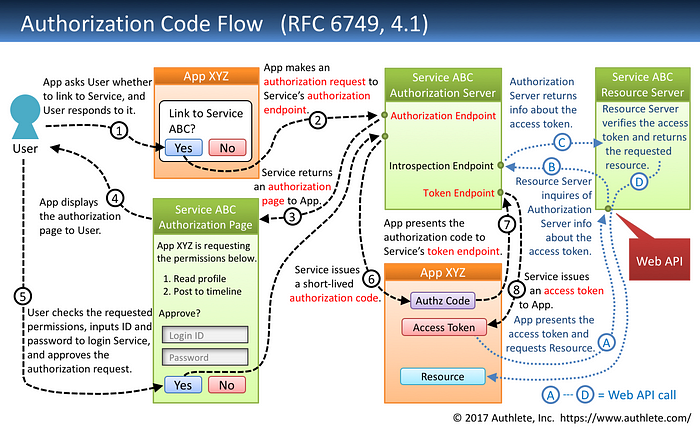 Authorization Code Flow (RFC 6749, 4.1)
App asks User whether
to link to Service, and
User responds to it.
1
User
App XYZ
Link to Service
ABC?
Yes
No
App makes an
authorization request to
Service's authorization
endpoint.
2
Service ABC
Authorization Server
Authorization Endpoint
Introspection Endpoint
Token Endpoint
Authorization
Server returns
info about the
access token.
C
B
Service ABC
Resource Server
Resource Server
verifies the access
token and returns
the requested
resource.
D
Resource Server
inquires of
Authorization
Server info
about the
access token.
Web API
Service returns
an authorization
page to App.
3
4
App displays
the authorization
page to User.
Service ABC
Authorization Page
App XYZ is requesting
the permissions below.
1. Read profile
2. Post to timeline
Approve?
Login ID
Password
Yes
No
5
User checks the requested
permissions, inputs ID and
password to login Service,
and approves the
authorization request.
Service issues
a short-lived
authorization code.
6
App presents the
authorization code to
Service's token endpoint.
7
App XYZ
Authz Code
Access Token
Resource
8
Service issues
an access token
to App.
App presents the
access token and
requests Resource.
A
A --- D = Web API call
© 2017 Authlete, Inc. https://www.authlete.com/